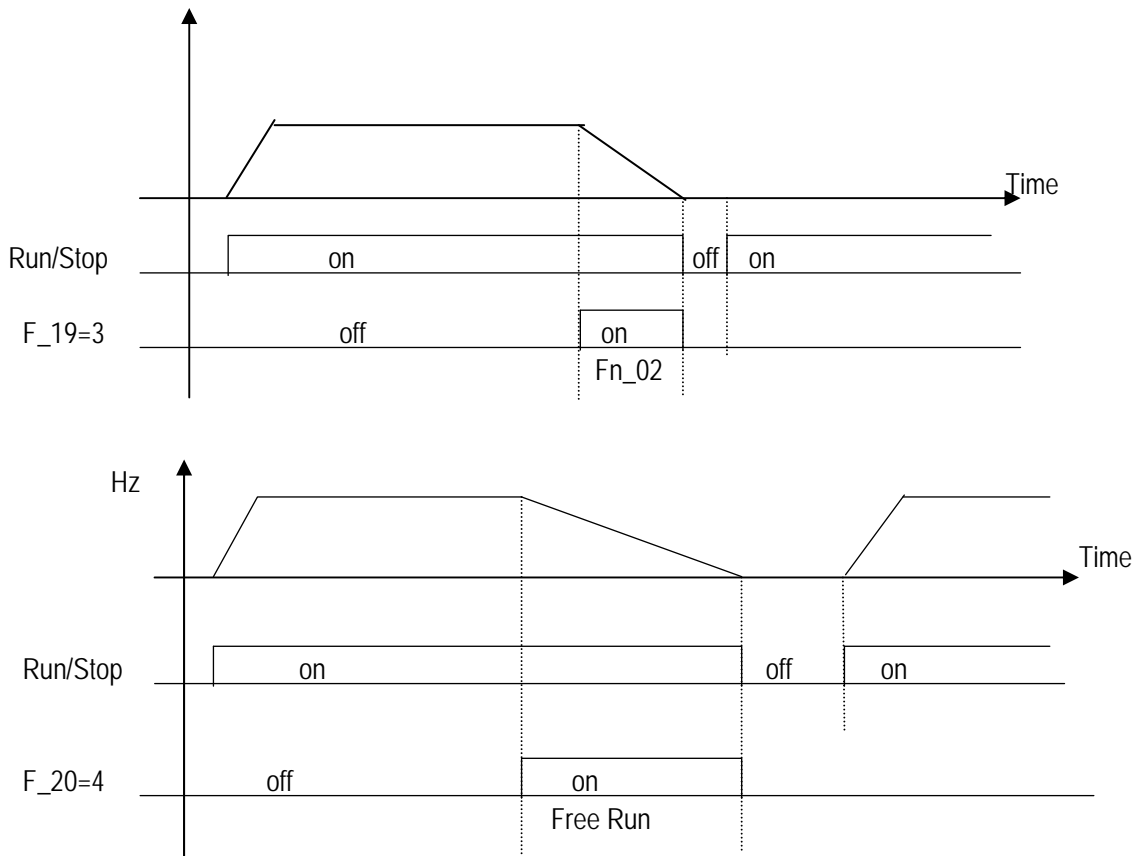 Time
Run/Stop on off on
F_19=3 off on
Fn_02
Hz
Time
Run/Stop on off on
F_20=4 off on
Free Run